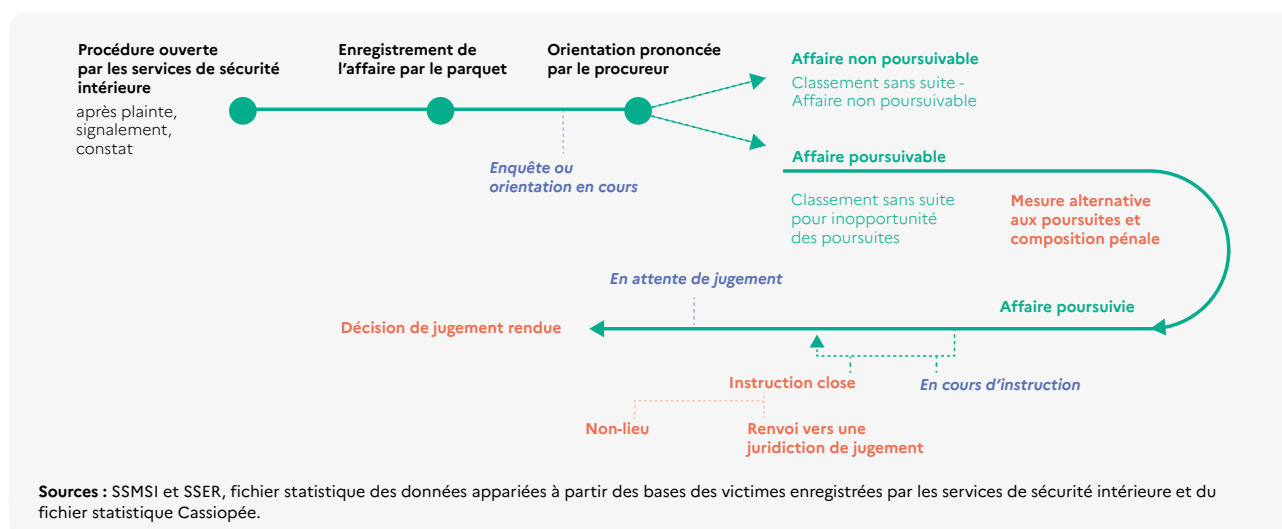 Procédure ouverte
par les services de sécurité
intérieure
après plainte,
signalement,
constat
Enregistrement de
l'affaire par le parquet
Orientation prononcée
par le procureur
Affaire non poursuivable
Classement sans suite -
Affaire non poursuivable
Enquête ou
orientation en cours
Affaire poursuivable
Classement sans suite
pour inopportunité
des poursuites
Mesure alternative
aux poursuites et
composition pénale
En attente de jugement
Affaire poursuivie
Décision de jugement rendue
Instruction close
En cours d'instruction
Non-lieu
Renvoi vers une
juridiction de jugement
Sources : SSMSI et SSER, fichier statistique des données appariées à partir des bases des victimes enregistrées par les services de sécurité intérieure et du
fichier statistique Cassiopée.